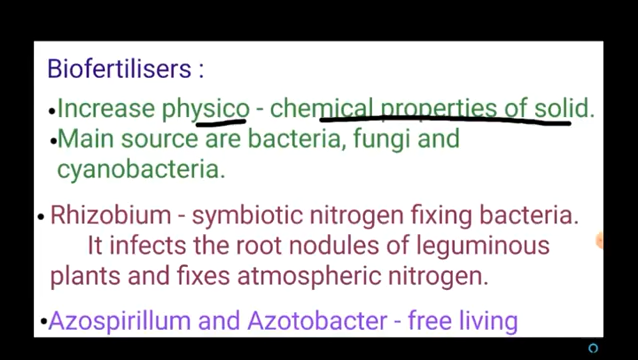 Biofertilisers :
•Increase physico - chemical properties of solid.
•Main source are bacteria, fungi and
cyanobacteria.
• Rhizobium - symbiotic nitrogen fixing bacteria.
It infects the root nodules of leguminous
plants and fixes atmospheric nitrogen.
•Azospirillum and Azotobacter - free living